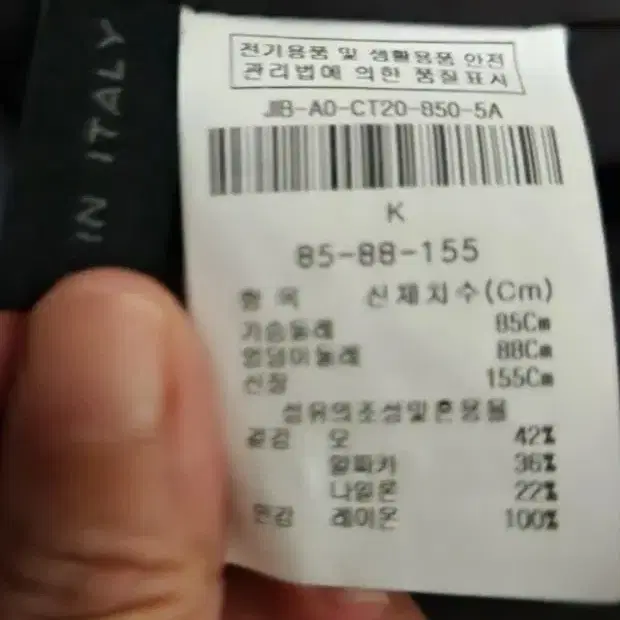 IN ITALY
전기용품 및 생활용품 안전
관리법에 의한 품질표시
JIB-A0-CT20-850-5A
K
85-88-155
항 목 신체치수(Cm)
가슴둘레 85Cm
엉덩이둘레 88Cm
신장 155Cm
섬유의조성및혼용율
겉감 모 42%
알파카 36%
나일론 22%
안감 레이온 100%